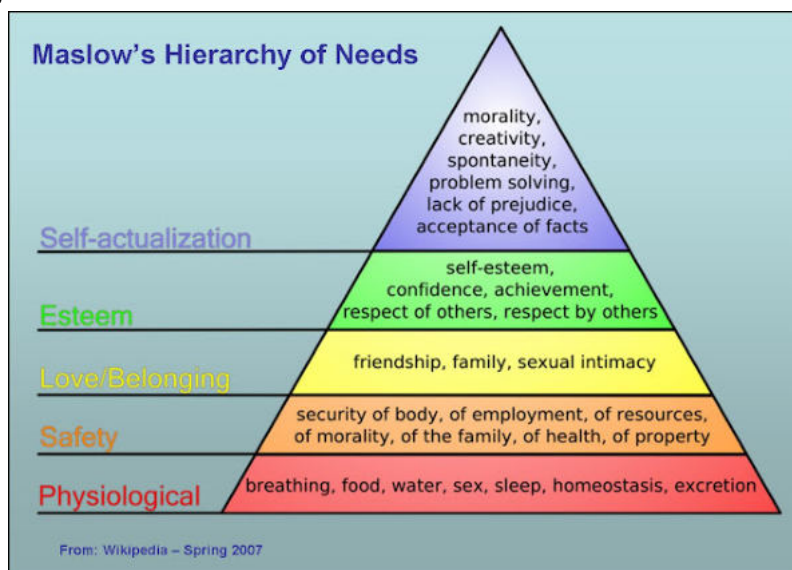 Maslow's Hierarchy of Needs
morality,
creativity,
spontaneity,
problem solving,
lack of prejudice,
acceptance of facts
Self-actualization
self-esteem,
confidence, achievement,
respect of others, respect by others
Esteem
friendship, family, sexual intimacy
Love/Belonging
security of body, of employment, of resources,
of morality, of the family, of health, of property
Safety
breathing, food, water, sex, sleep, homeostasis, excretion
Physiological
From: Wikipedia – Spring 2007